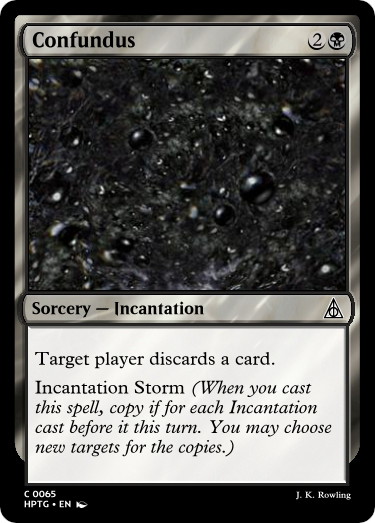 Confundus 2
Sorcery — Incantation
Target player discards a card.
Incantation Storm (When you cast
this spell, copy if for each Incantation
cast before it this turn. You may choose
new targets for the copies.)
C 0065
HPTG • EN
J. K. Rowling